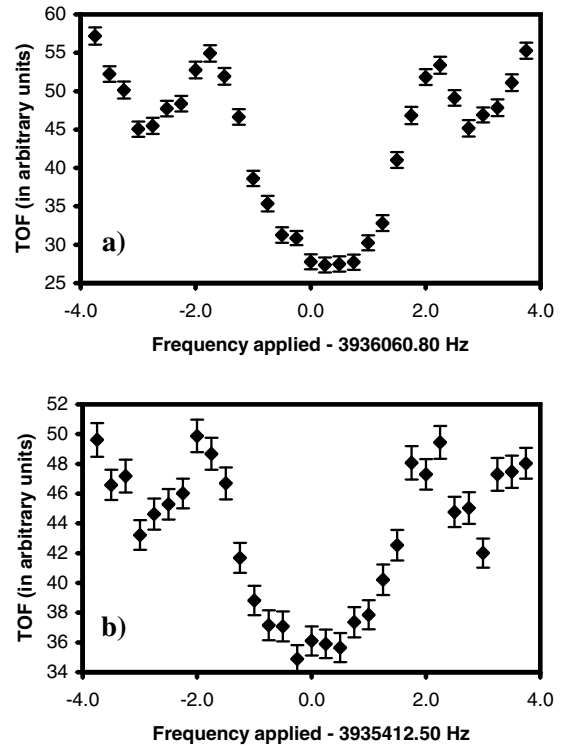 60
55
50
45
40
35
30
25
TOF (in arbitrary units)
a)
-4.0 -2.0 0.0 2.0 4.0
Frequency applied - 3936060.80 Hz
52
50
48
46
44
42
40
38
36
34
TOF (in arbitrary units)
b)
-4.0 -2.0 0.0 2.0 4.0
Frequency applied - 3935412.50 Hz